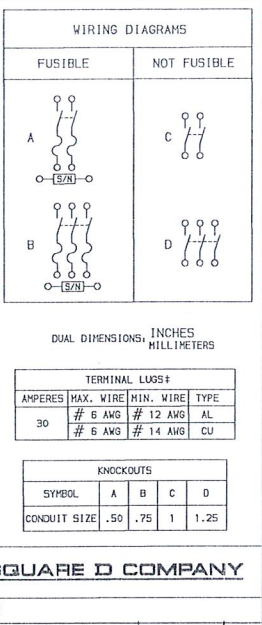 WIRING DIAGRAMS
FUSIBLE NOT FUSIBLE
A
S/N
C
B
S/N
D
DUAL DIMENSIONS: INCHES
MILLIMETERS
TERMINAL LUGS‡
AMPERES MAX. WIRE MIN. WIRE TYPE
30 # 6 AWG # 12 AWG AL
# 6 AWG # 14 AWG CU
KNOCKOUTS
SYMBOL A B C D
CONDUIT SIZE .50 .75 1 1.25
SQUARE D COMPANY